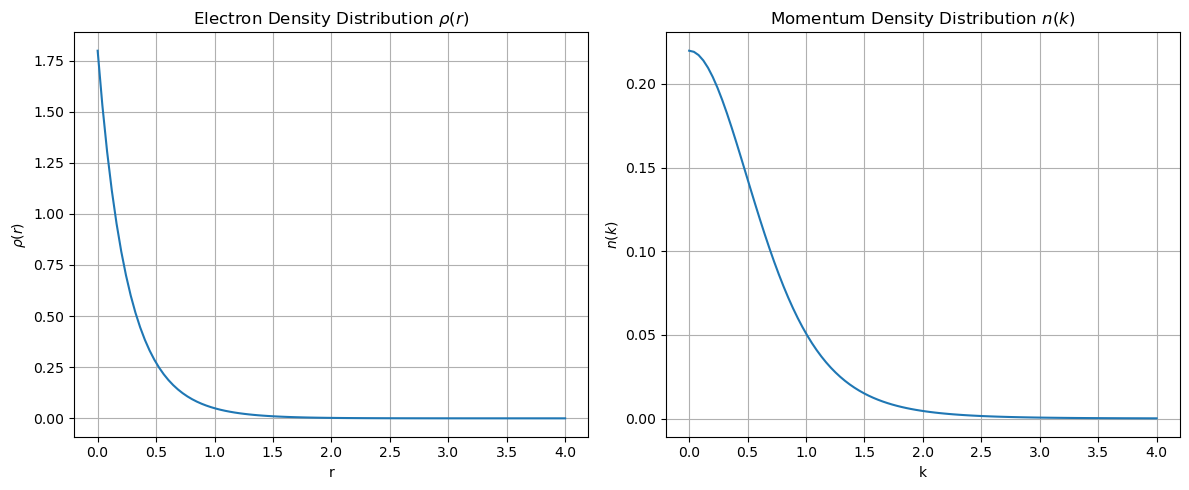 Electron Density Distribution ρ(r)
1.75
1.50
1.25
1.00
0.75
0.50
0.25
0.00
ρ(r)
0.0 0.5 1.0 1.5 2.0 2.5 3.0 3.5 4.0
r
Momentum Density Distribution n(k)
0.20
0.15
0.10
0.05
0.00
n(k)
0.0 0.5 1.0 1.5 2.0 2.5 3.0 3.5 4.0
k